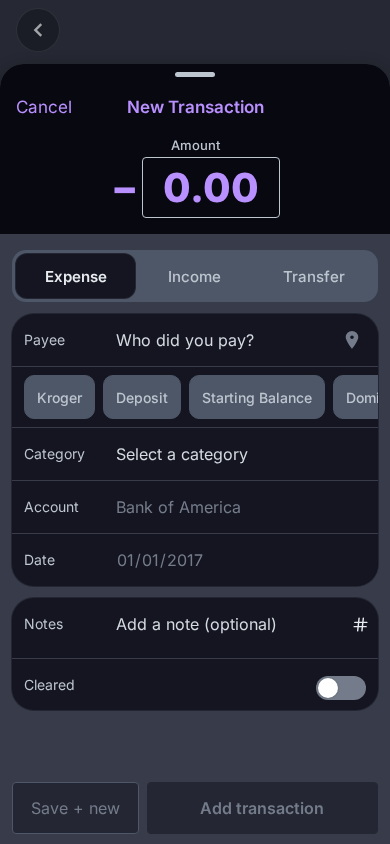 Cancel New Transaction
Amount
– 0.00
Expense Income Transfer
Payee Who did you pay?
Kroger Deposit Starting Balance Domi
Category Select a category
Account Bank of America
Date 01/01/2017
Notes Add a note (optional) #
Cleared
Save + new Add transaction